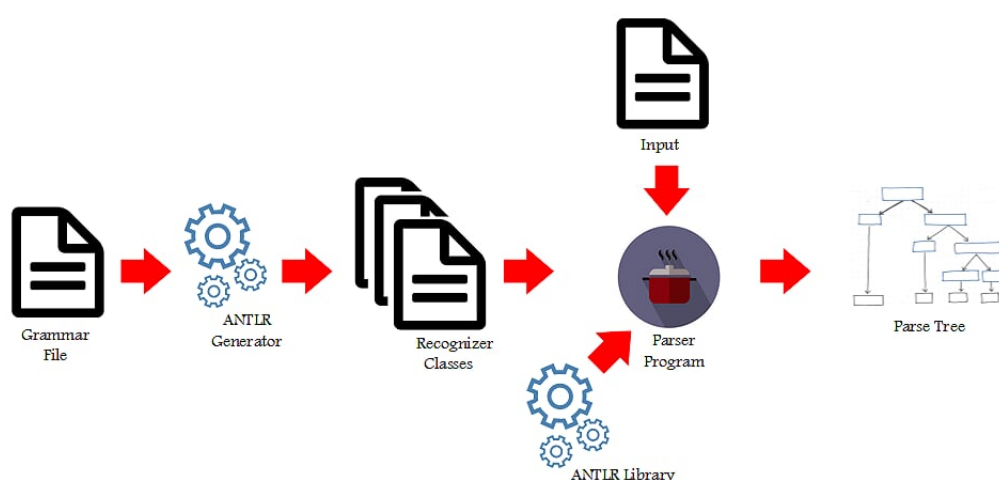 Input
Grammar
File
ANTLR
Generator
Recognizer
Classes
Parser
Program
ANTLR Library
Parse Tree